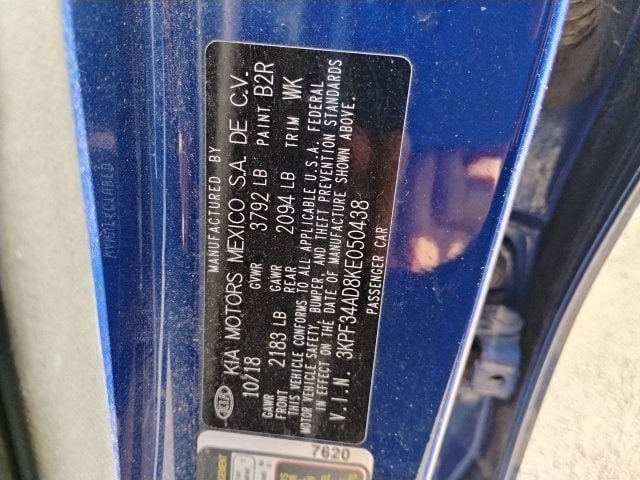 MANUFACTURED BY
KIA KIA MOTORS MEXICO S.A. DE C.V.
10/18 GVWR 3792 LB PAINT B2R
GAWR FRONT 2183 LB GAWR REAR 2094 LB TRIM WK
THIS VEHICLE CONFORMS TO ALL APPLICABLE U.S.A. FEDERAL
MOTOR VEHICLE SAFETY, BUMPER, AND THEFT PREVENTION STANDARDS
IN EFFECT ON THE DATE OF MANUFACTURE SHOWN ABOVE.
V.I.N. 3KPF34AD8KE050438
PASSENGER CAR
7620